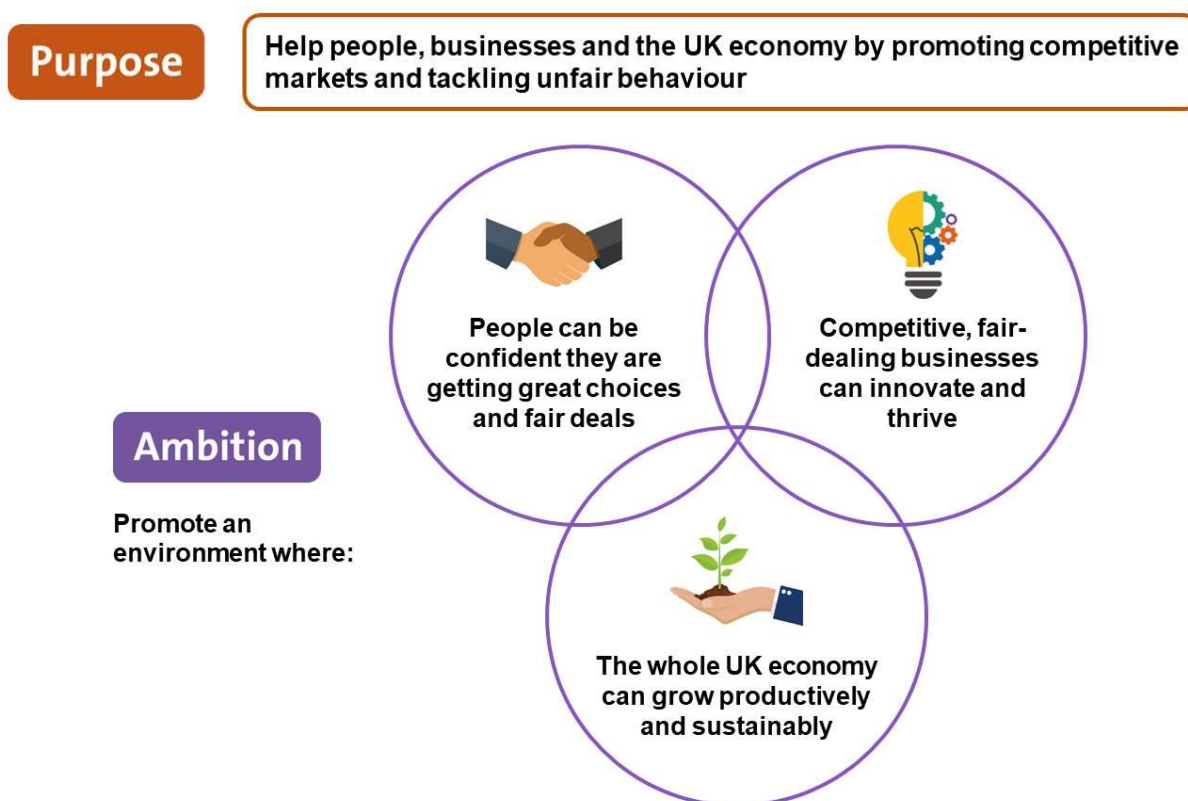 Purpose
Help people, businesses and the UK economy by promoting competitive
markets and tackling unfair behaviour
People can be
confident they are
getting great choices
and fair deals
Competitive, fair-
dealing businesses
can innovate and
thrive
Ambition
Promote an
environment where:
The whole UK economy
can grow productively
and sustainably